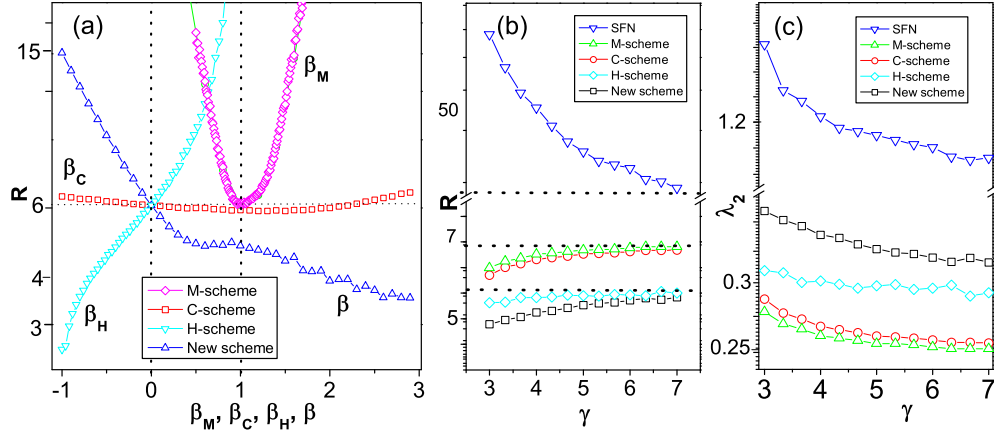 (a)
15
6
4
3
R
β_M
β_C
β_H
β
M-scheme
C-scheme
H-scheme
New scheme
-1 0 1 2 3
β_M, β_C, β_H, β
(b)
SFN
M-scheme
C-scheme
H-scheme
New scheme
50
R
7
5
3 4 5 6 7
γ
(c)
SFN
M-scheme
C-scheme
H-scheme
New scheme
1.2
λ_2
0.3
0.25
3 4 5 6 7
γ